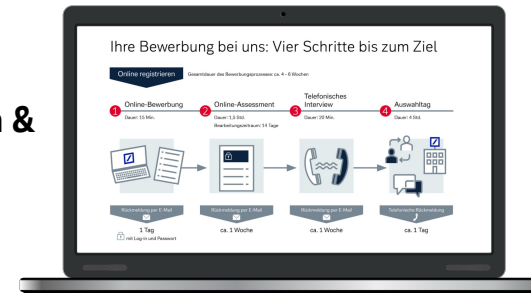 n &
Ihre Bewerbung bei uns: Vier Schritte bis zum Ziel
Online registrieren
Gesamtdauer des Bewerbungsprozesses: ca. 4 - 6 Wochen
1 Online-Bewerbung
Dauer: 15 Min.
2 Online-Assessment
Dauer: 1,5 Std.
Bearbeitungszeitraum: 14 Tage
3 Telefonisches
Interview
Dauer: 20 Min.
4 Auswahltag
Dauer: 4 Std.
Rückmeldung per E-Mail
Rückmeldung per E-Mail
Rückmeldung per E-Mail
Telefonische Rückmeldung
1 Tag
ca. 1 Woche
ca. 1 Woche
ca. 1 Tag
mit Log-in und Passwort